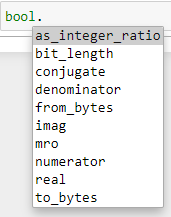 bool.
as_integer_ratio
bit_length
conjugate
denominator
from_bytes
imag
mro
numerator
real
to_bytes